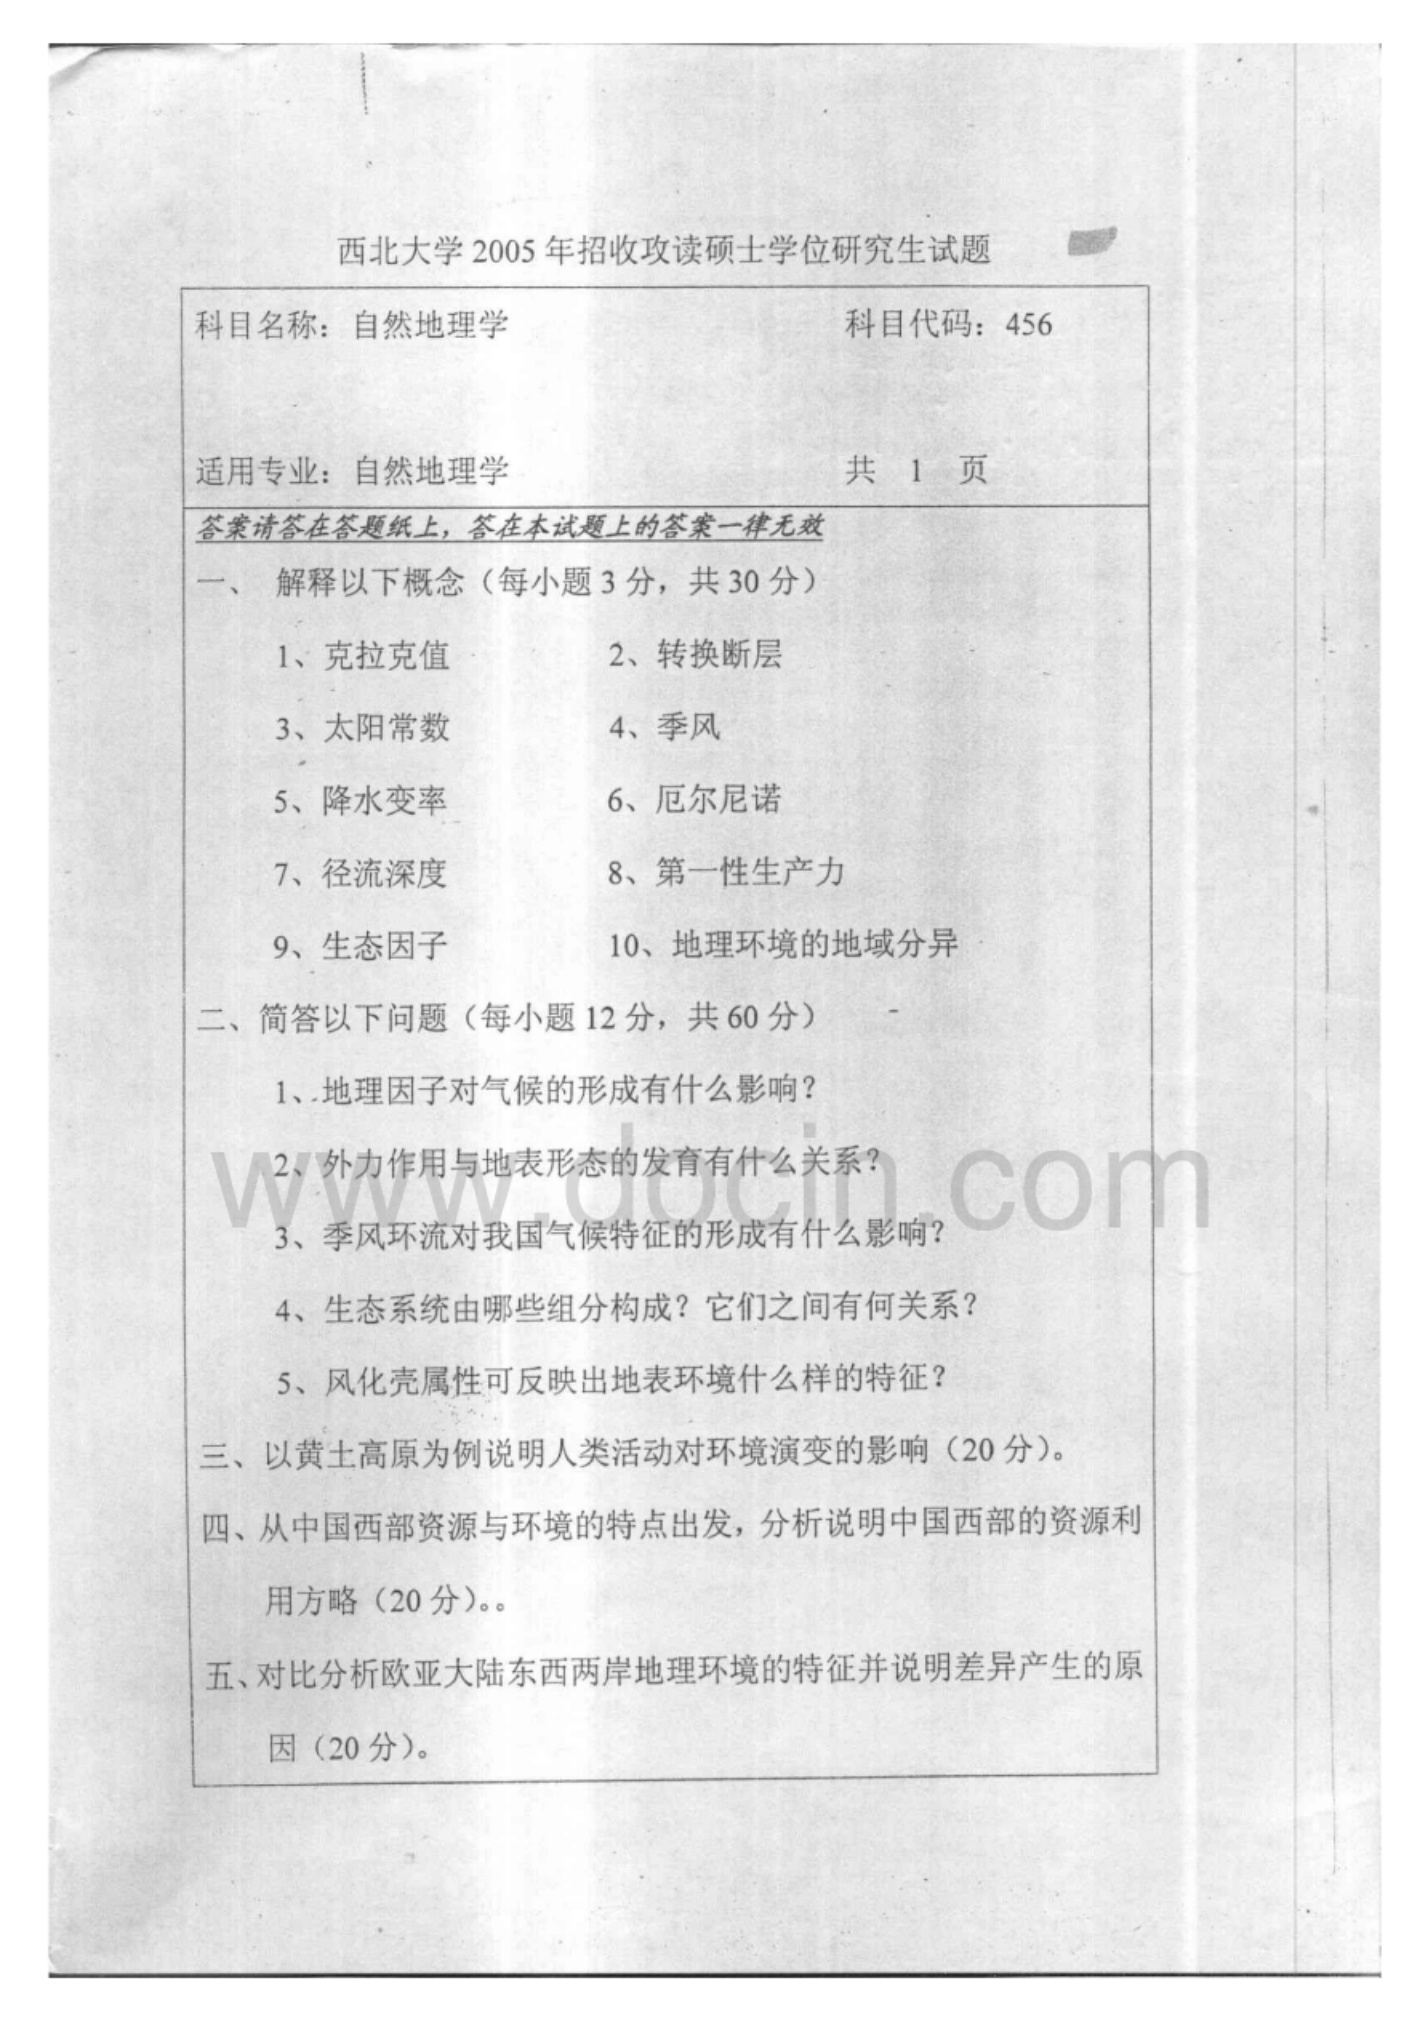 西北大学 2005 年招收攻读硕士学位研究生试题
科目名称：自然地理学 科目代码：456
适用专业：自然地理学 共 1 页
答案请答在答题纸上，答在本试题上的答案一律无效
一、 解释以下概念（每小题 3 分，共 30 分）
1、克拉克值 2、转换断层
3、太阳常数 4、季风
5、降水变率 6、厄尔尼诺
7、径流深度 8、第一性生产力
9、生态因子 10、地理环境的地域分异
二、简答以下问题（每小题 12 分，共 60 分）
1、地理因子对气候的形成有什么影响？
2、外力作用与地表形态的发育有什么关系？
www.docin.com
3、季风环流对我国气候特征的形成有什么影响？
4、生态系统由哪些组分构成？它们之间有何关系？
5、风化壳属性可反映出地表环境什么样的特征？
三、以黄土高原为例说明人类活动对环境演变的影响（20 分）。
四、从中国西部资源与环境的特点出发，分析说明中国西部的资源利
用方略（20 分）。。
五、对比分析欧亚大陆东西两岸地理环境的特征并说明差异产生的原
因（20 分）。